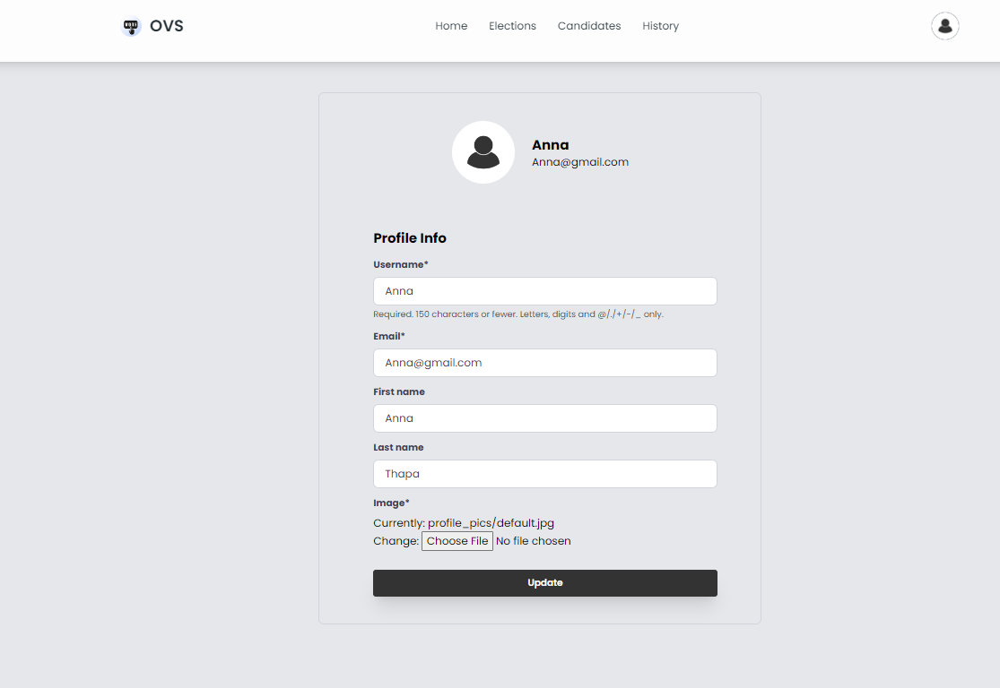 OVS
Home Elections Candidates History
Anna
Anna@gmail.com
Profile Info
Username*
Anna
Required. 150 characters or fewer. Letters, digits and @/./+/-/_ only.
Email*
Anna@gmail.com
First name
Anna
Last name
Thapa
Image*
Currently: profile_pics/default.jpg
Change: Choose File No file chosen
Update